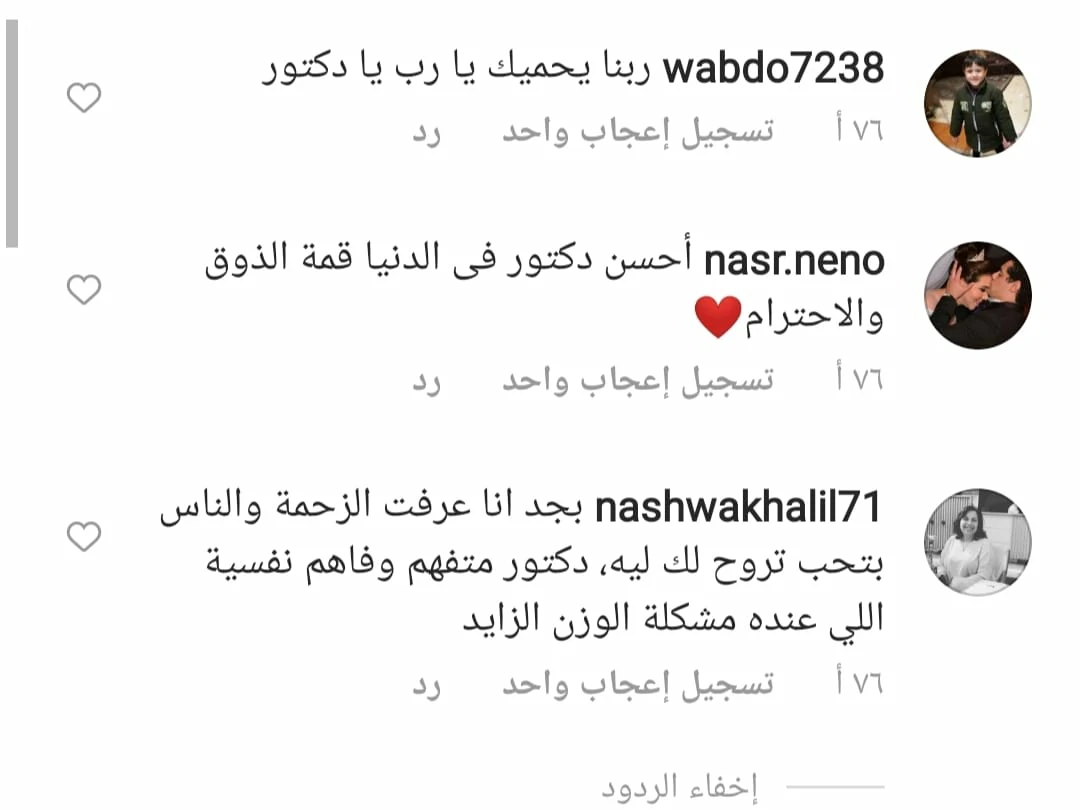 wabdo7238 ربنا يحميك يا رب يا دكتور
٧٦ أ تسجيل إعجاب واحد رد
nasr.neno أحسن دكتور فى الدنيا قمة الذوق
والاحترام❤️
٧٦ أ تسجيل إعجاب واحد رد
nashwakhalil71 بجد انا عرفت الزحمة والناس
بتحب تروح لك ليه، دكتور متفهم وفاهم نفسية
اللي عنده مشكلة الوزن الزايد
٧٦ أ تسجيل إعجاب واحد رد
إخفاء الردود